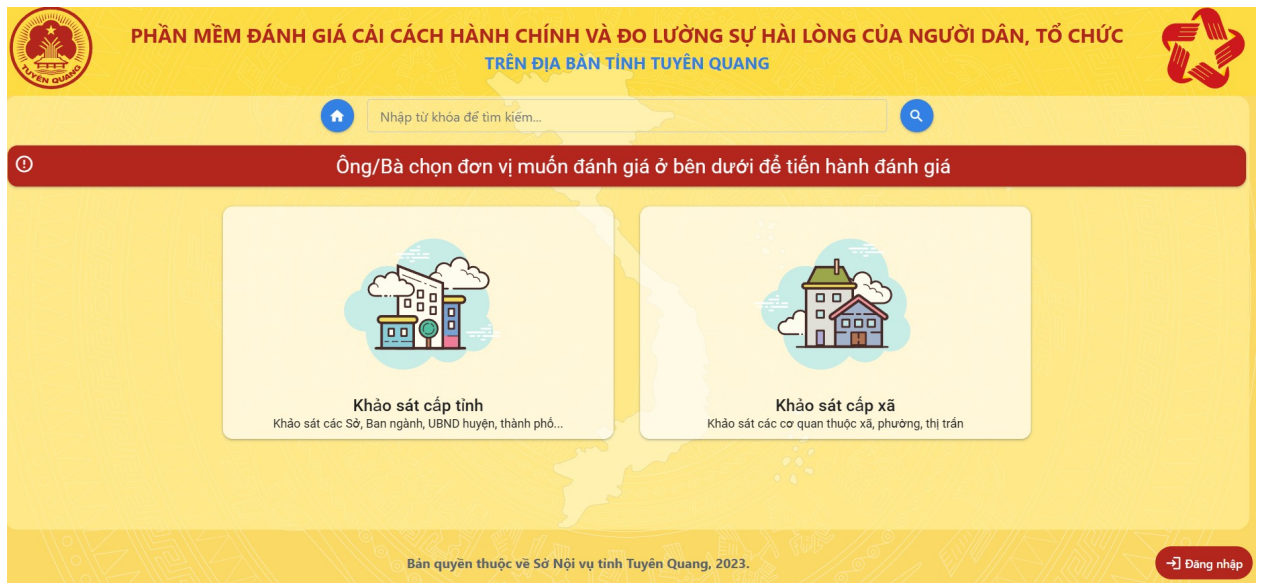 PHẦN MỀM ĐÁNH GIÁ CẢI CÁCH HÀNH CHÍNH VÀ ĐO LƯỜNG SỰ HÀI LÒNG CỦA NGƯỜI DÂN, TỔ CHỨC
TRÊN ĐỊA BÀN TỈNH TUYÊN QUANG
TUYÊN QUANG
Nhập từ khóa để tìm kiếm...
Ông/Bà chọn đơn vị muốn đánh giá ở bên dưới để tiến hành đánh giá
Khảo sát cấp tỉnh
Khảo sát các Sở, Ban ngành, UBND huyện, thành phố...
Khảo sát cấp xã
Khảo sát các cơ quan thuộc xã, phường, thị trấn
Bản quyền thuộc về Sở Nội vụ tỉnh Tuyên Quang, 2023.
Đăng nhập